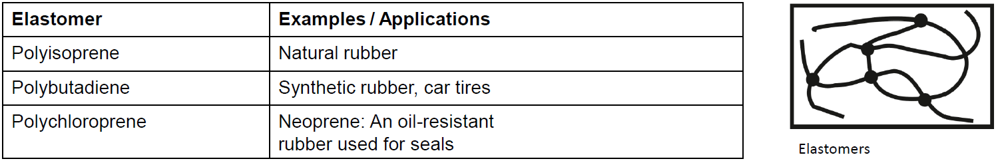 Elastomer Examples / Applications
Polyisoprene Natural rubber
Polybutadiene Synthetic rubber, car tires
Polychloroprene Neoprene: An oil-resistant
rubber used for seals
Elastomers